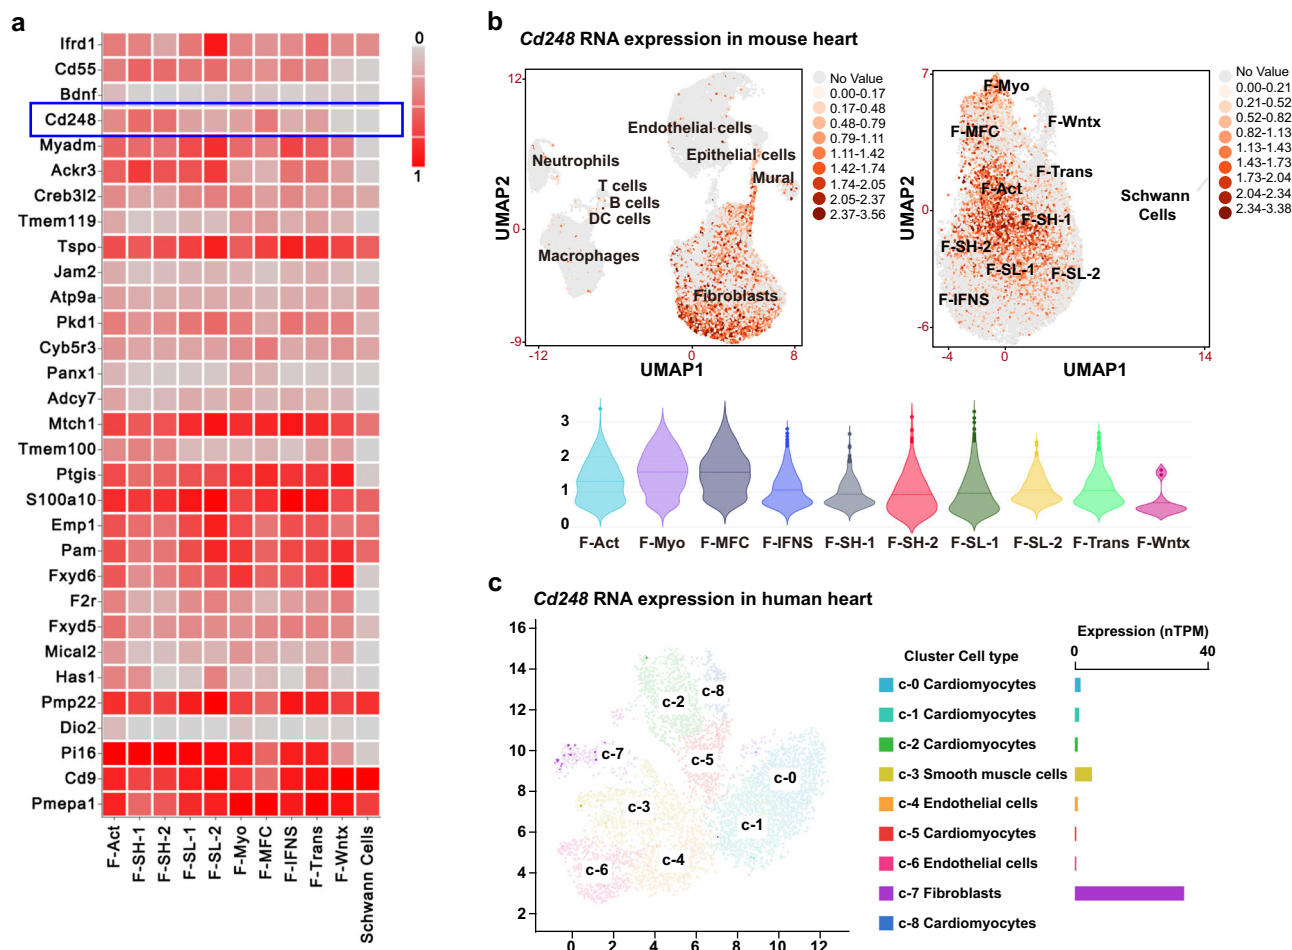 a
Ifrd1
Cd55
Bdnf
Cd248
Myadm
Ackr3
Creb3l2
Tmem119
Tspo
Jam2
Atp9a
Pkd1
Cyb5r3
Panx1
Adcy7
Mtch1
Tmem100
Ptgis
S100a10
Emp1
Pam
Fxyd6
F2r
Fxyd5
Mical2
Has1
Pmp22
Dio2
Pi16
Cd9
Pmepa1
F-Act
F-SH-1
F-SH-2
F-SL-1
F-SL-2
F-Myo
F-MFC
F-IFNS
F-Trans
F-Wntx
Schwann Cells
0
1
b
Cd248 RNA expression in mouse heart
12
0
-9
-12
0
8
UMAP2
UMAP1
Endothelial cells
Epithelial cells
Neutrophils
Mural
T cells
B cells
DC cells
Macrophages
Fibroblasts
No Value
0.00-0.17
0.17-0.48
0.48-0.79
0.79-1.11
1.11-1.42
1.42-1.74
1.74-2.05
2.05-2.37
2.37-3.56
7
0
-6
-4
0
14
UMAP2
UMAP1
F-Myo
F-Wntx
F-MFC
F-Trans
F-Act
Schwann
Cells
F-SH-1
F-SH-2
F-SL-1
F-SL-2
F-IFNS
No Value
0.00-0.21
0.21-0.52
0.52-0.82
0.82-1.13
1.13-1.43
1.43-1.73
1.73-2.04
2.04-2.34
2.34-3.38
3
2
1
0
F-Act F-Myo F-MFC F-IFNS F-SH-1 F-SH-2 F-SL-1 F-SL-2 F-Trans F-Wntx
c
Cd248 RNA expression in human heart
16
14
12
10
8
6
4
2
0 2 4 6 8 10 12
c-2
c-8
c-7
c-5
c-0
c-3
c-1
c-4
c-6
Cluster Cell type
c-0 Cardiomyocytes
c-1 Cardiomyocytes
c-2 Cardiomyocytes
c-3 Smooth muscle cells
c-4 Endothelial cells
c-5 Cardiomyocytes
c-6 Endothelial cells
c-7 Fibroblasts
c-8 Cardiomyocytes
Expression (nTPM)
0 40